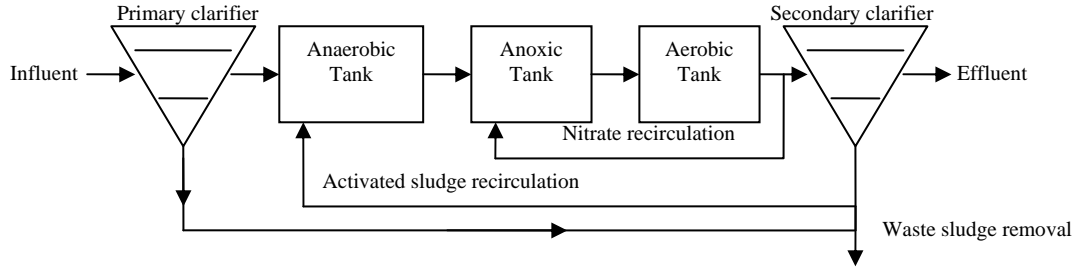 Primary clarifier
Secondary clarifier
Influent
Anaerobic
Tank
Anoxic
Tank
Aerobic
Tank
Effluent
Nitrate recirculation
Activated sludge recirculation
Waste sludge removal